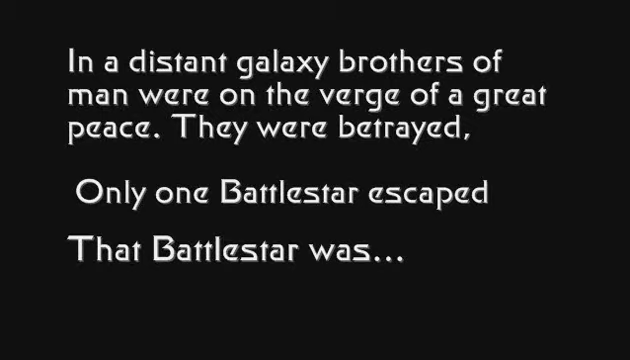 In a distant galaxy brothers of
man were on the verge of a great
peace. They were betrayed,
Only one Battlestar escaped
That Battlestar was...